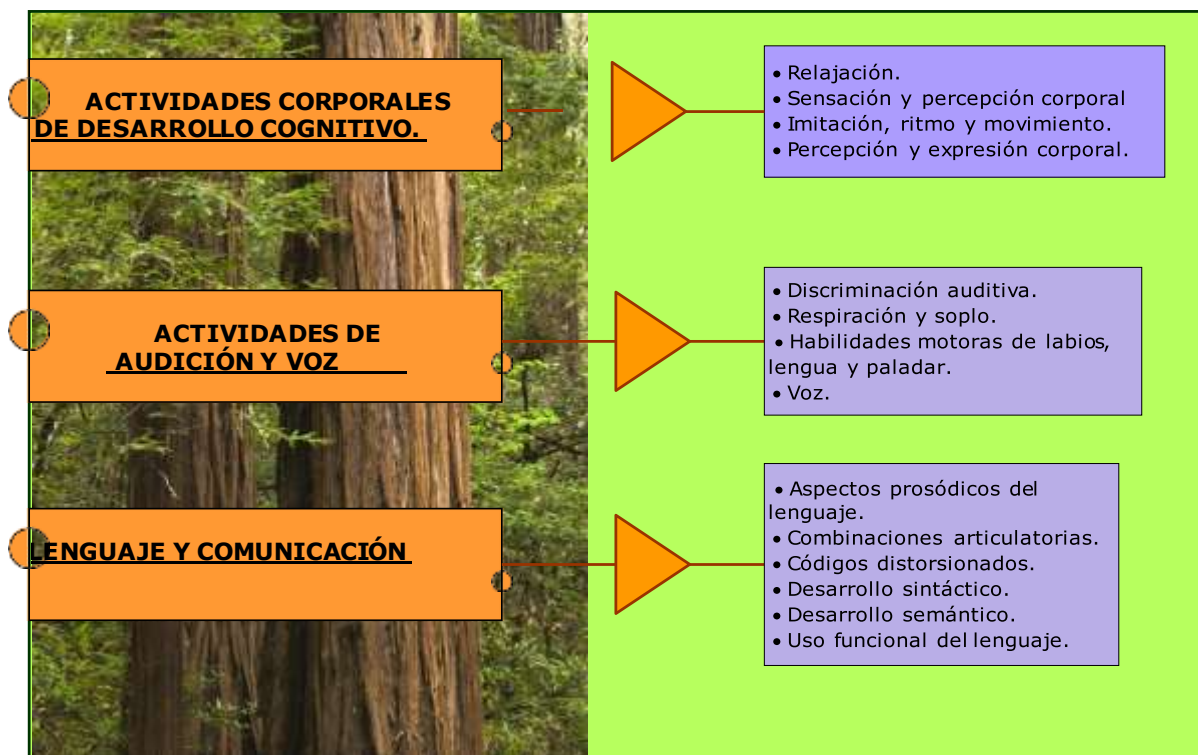 ACTIVIDADES CORPORALES
DE DESARROLLO COGNITIVO.
• Relajación.
• Sensación y percepción corporal
• Imitación, ritmo y movimiento.
• Percepción y expresión corporal.
ACTIVIDADES DE
AUDICIÓN Y VOZ
• Discriminación auditiva.
• Respiración y soplo.
• Habilidades motoras de labios,
lengua y paladar.
• Voz.
LENGUAJE Y COMUNICACIÓN
• Aspectos prosódicos del
lenguaje.
• Combinaciones articulatorias.
• Códigos distorsionados.
• Desarrollo sintáctico.
• Desarrollo semántico.
• Uso funcional del lenguaje.